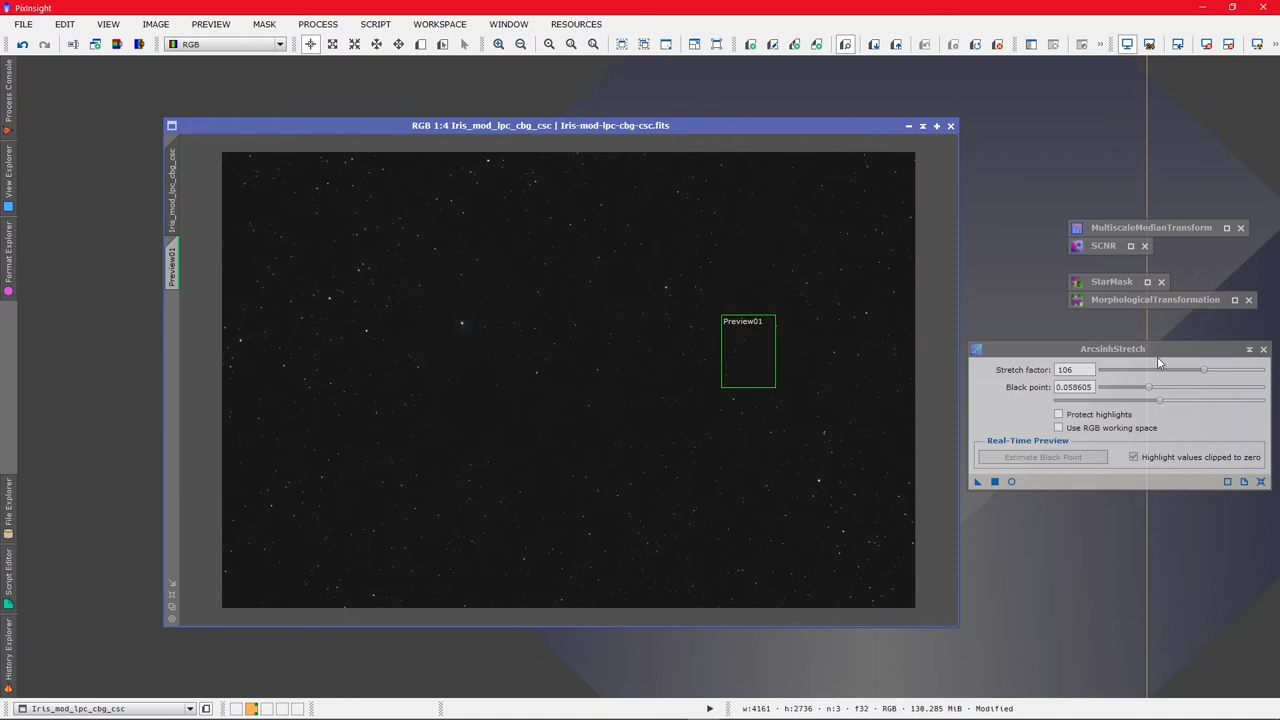 PixInsight
FILE EDIT VIEW IMAGE PREVIEW MASK PROCESS SCRIPT WORKSPACE WINDOW RESOURCES
RGB
Process Console
View Explorer
Format Explorer
File Explorer
Script Editor
History Explorer
RGB 1:4 Iris_mod_lpc_cbg_csc | Iris-mod-lpc-cbg-csc.fits
Iris_mod_lpc_cbg_csc
Preview01
Preview01
MultiscaleMedianTransform
SCNR
StarMask
MorphologicalTransformation
ArcsinhStretch
Stretch factor: 106
Black point: 0.058605
Protect highlights
Use RGB working space
Real-Time Preview
Estimate Black Point Highlight values clipped to zero
Iris_mod_lpc_cbg_csc
w:4161 | h:2736 | n:3 | f32 | RGB | 130.285 MiB | Modified